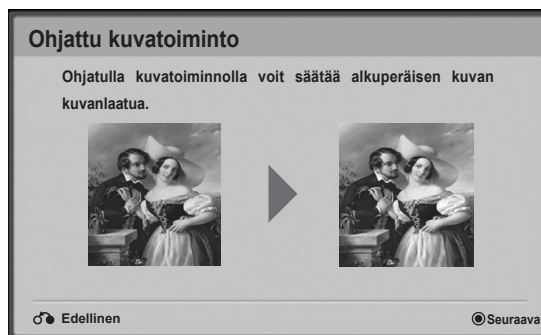 Ohjattu kuvatoiminto
Ohjatulla kuvatoiminnolla voit säätää alkuperäisen kuvan
kuvanlaatua.
Edellinen
Seuraava